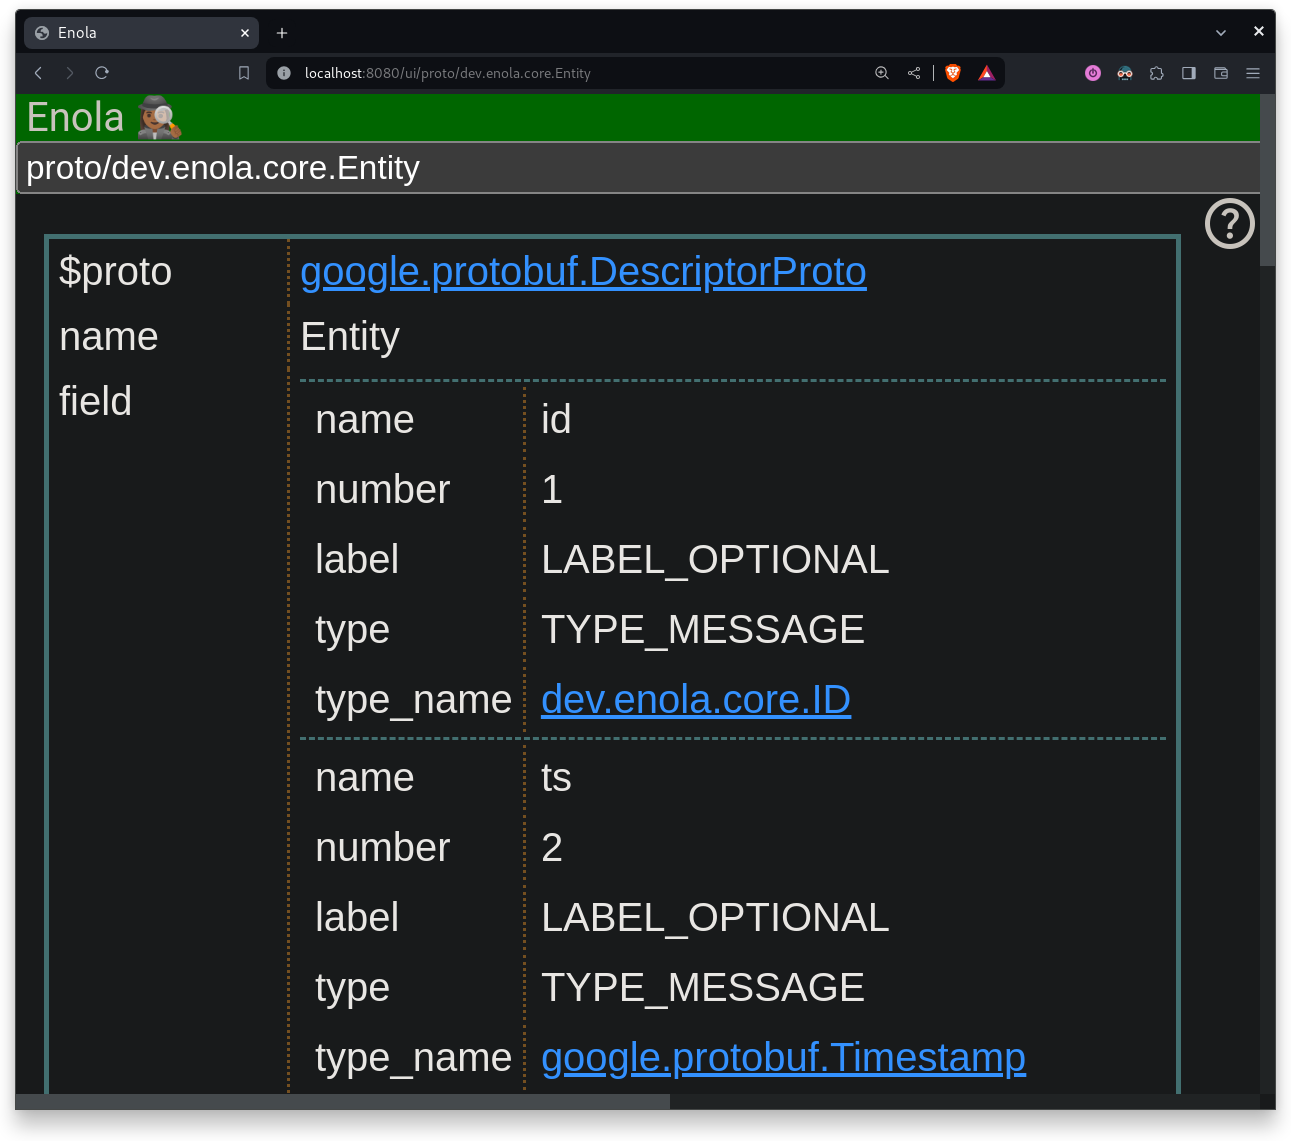 Enola
localhost:8080/ui/proto/dev.enola.core.Entity
Enola
proto/dev.enola.core.Entity
$proto google.protobuf.DescriptorProto
name Entity
field
name id
number 1
label LABEL_OPTIONAL
type TYPE_MESSAGE
type_name dev.enola.core.ID
name ts
number 2
label LABEL_OPTIONAL
type TYPE_MESSAGE
type_name google.protobuf.Timestamp